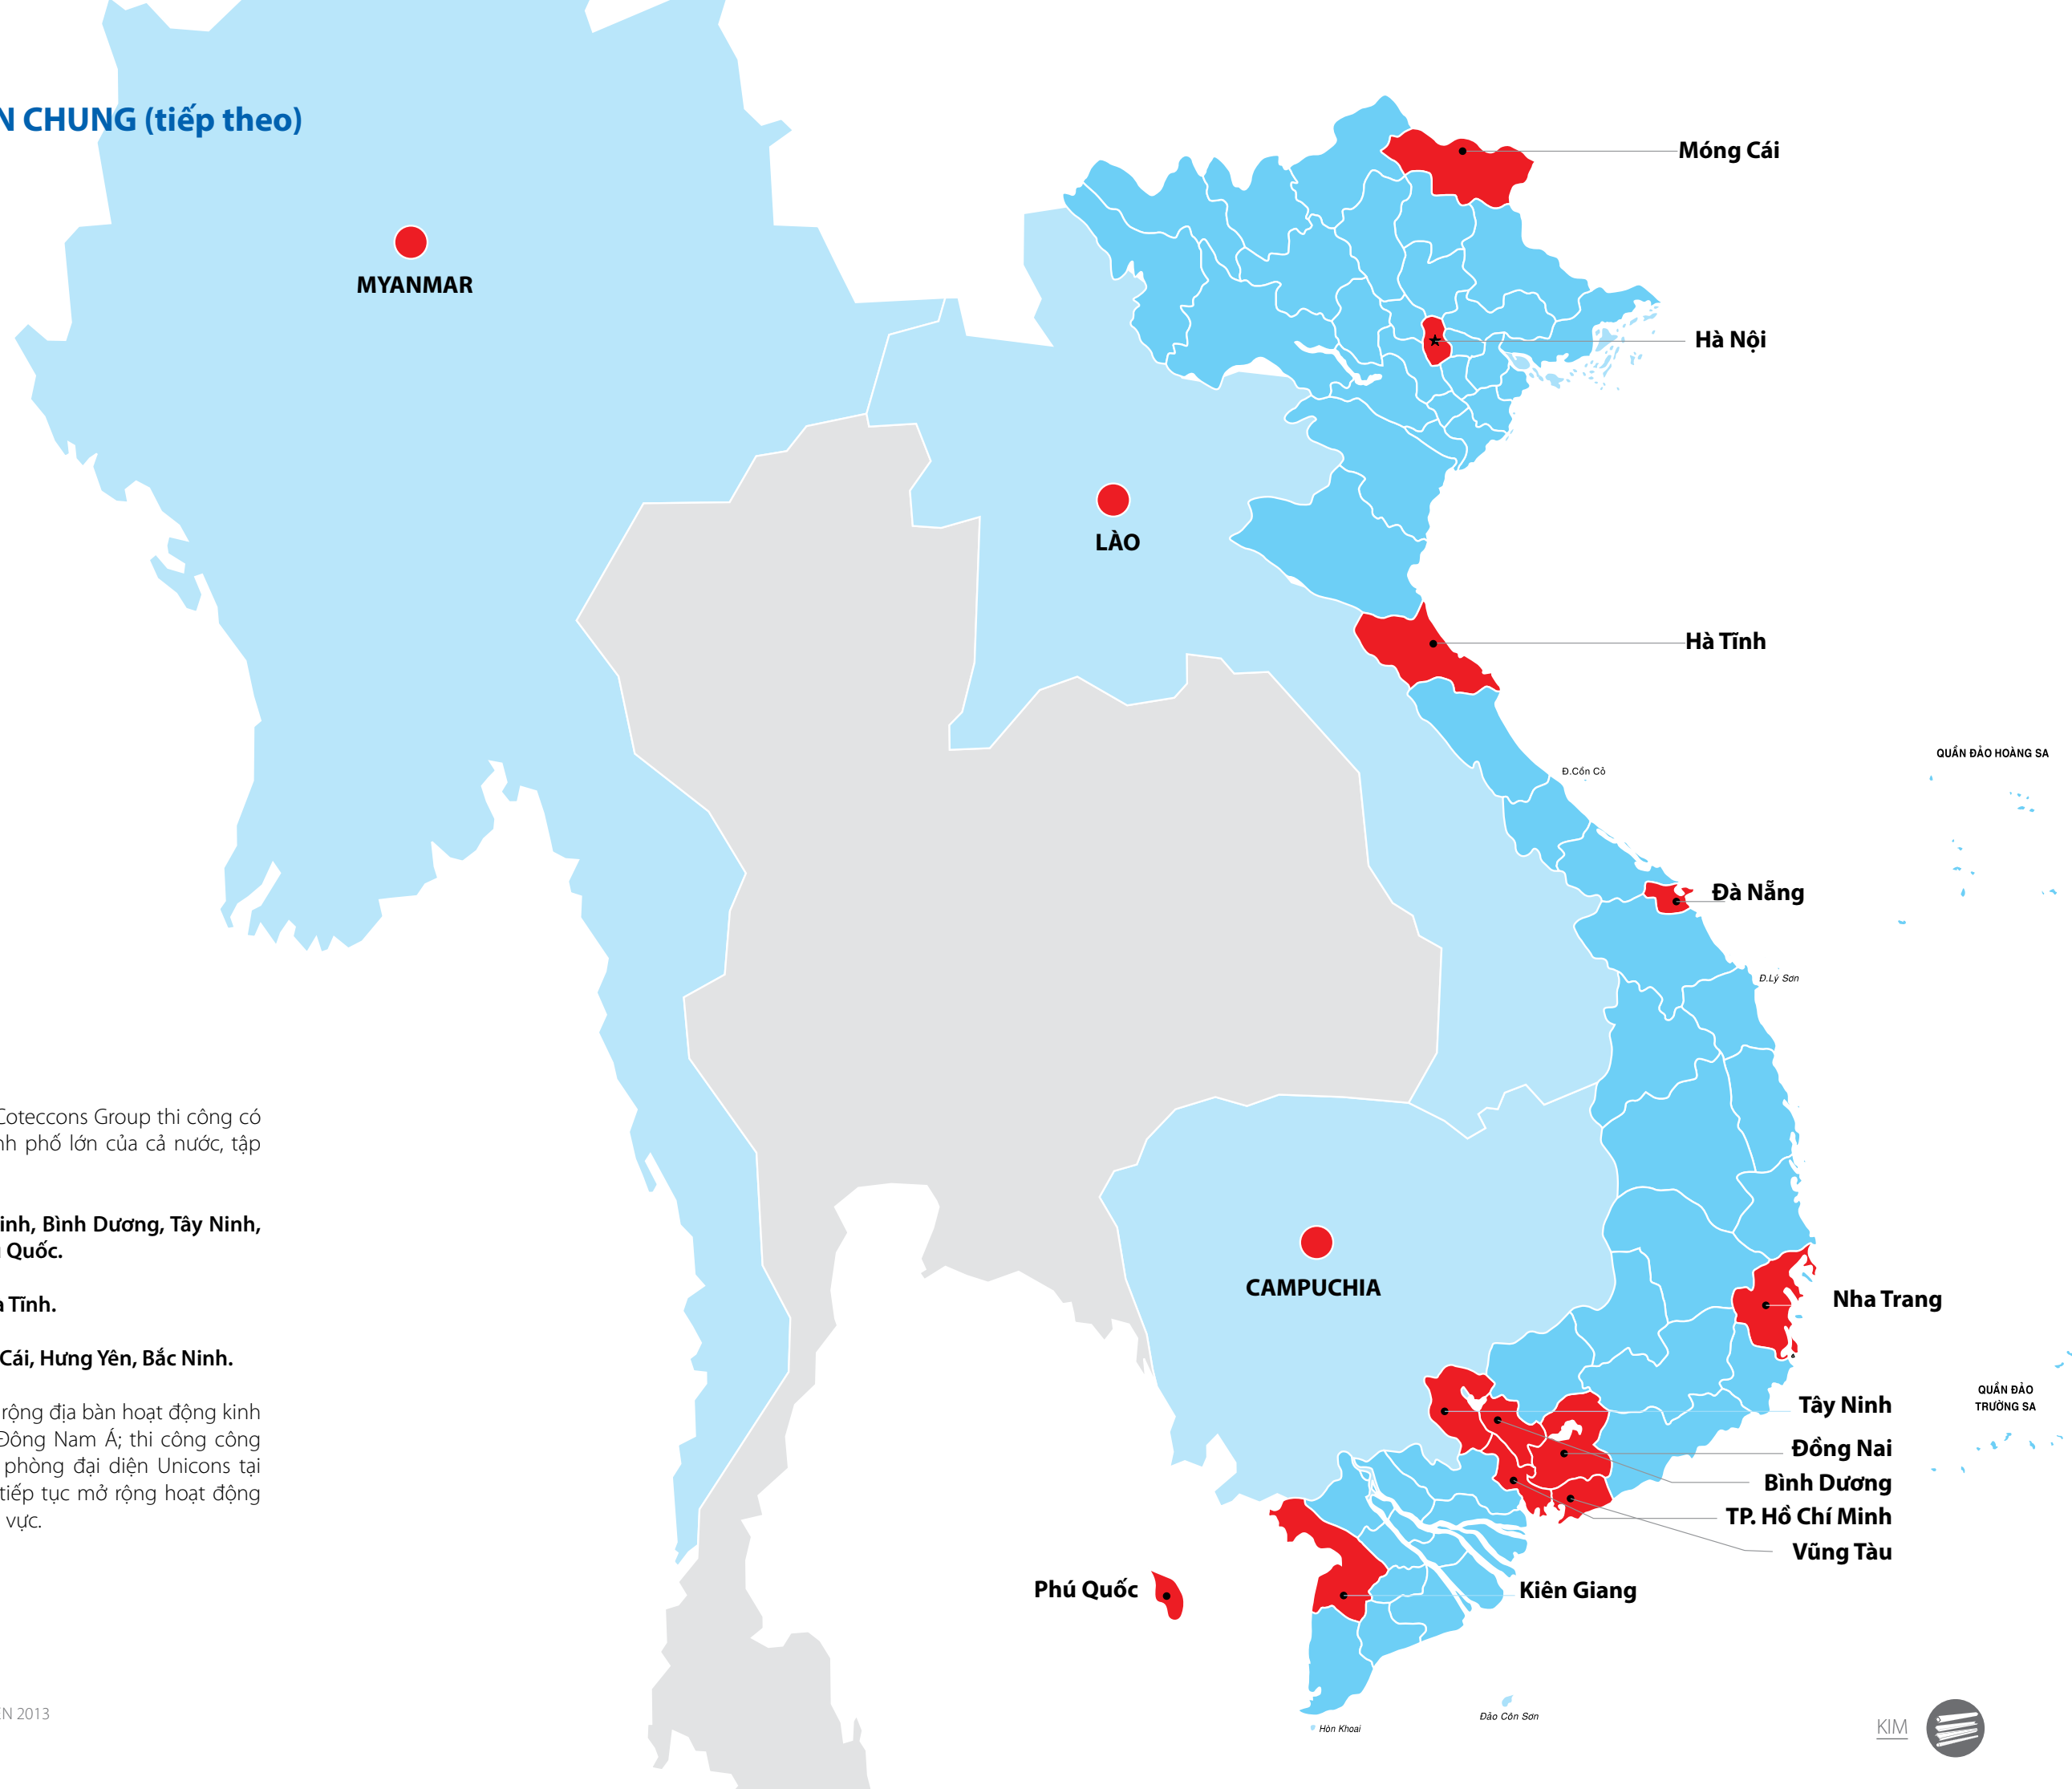 N CHUNG (tiếp theo)
Móng Cái
MYANMAR
Hà Nội
LÀO
Hà Tĩnh
QUẦN ĐẢO HOÀNG SA
Đ.Cồn Cỏ
Đà Nẵng
Đ.Lý Sơn
Coteccons Group thi công có
nh phố lớn của cả nước, tập
inh, Bình Dương, Tây Ninh,
Quốc.
CAMPUCHIA
Nha Trang
a Tĩnh.
Cái, Hưng Yên, Bắc Ninh.
QUẦN ĐẢO
TRƯỜNG SA
Tây Ninh
rộng địa bàn hoạt động kinh
Đông Nam Á; thi công công
phòng đại diện Unicons tại
tiếp tục mở rộng hoạt động
vực.
Đồng Nai
Bình Dương
TP. Hồ Chí Minh
Vũng Tàu
Phú Quốc
Kiên Giang
ÊN 2013
Đảo Côn Sơn
Hòn Khoai
KIM